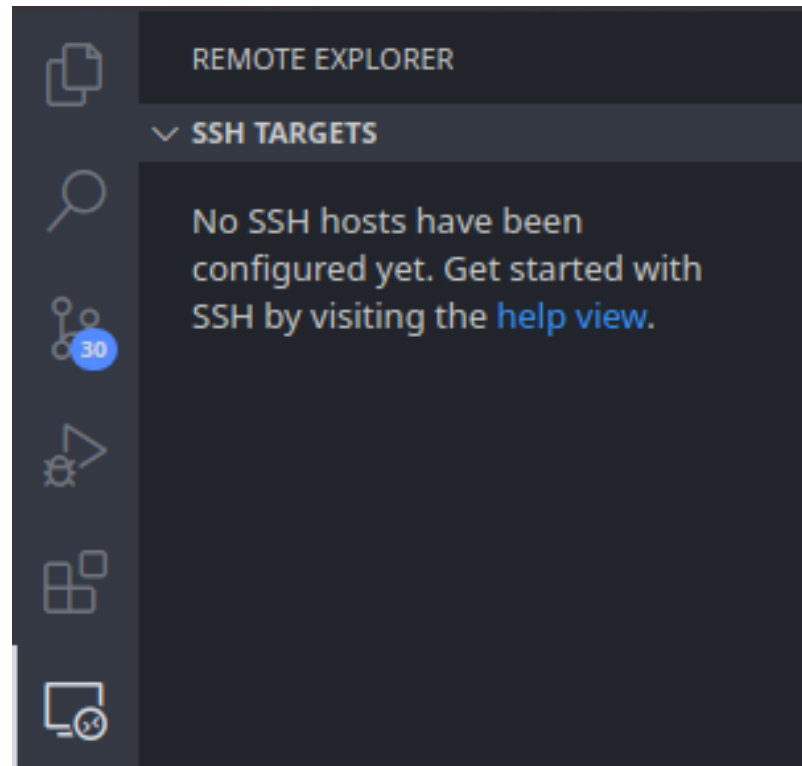 REMOTE EXPLORER
SSH TARGETS
No SSH hosts have been
configured yet. Get started with
SSH by visiting the help view.
30